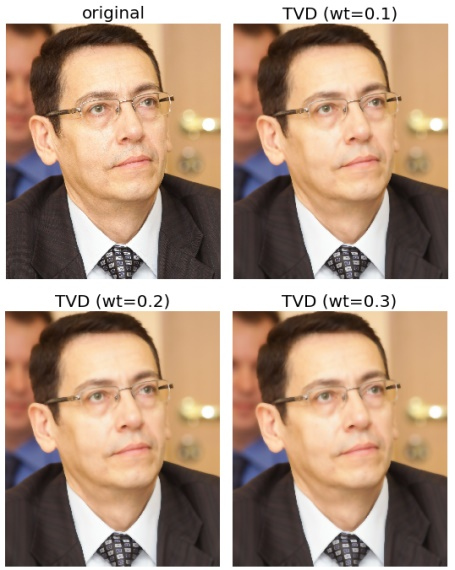 original
TVD (wt=0.1)
TVD (wt=0.2)
TVD (wt=0.3)